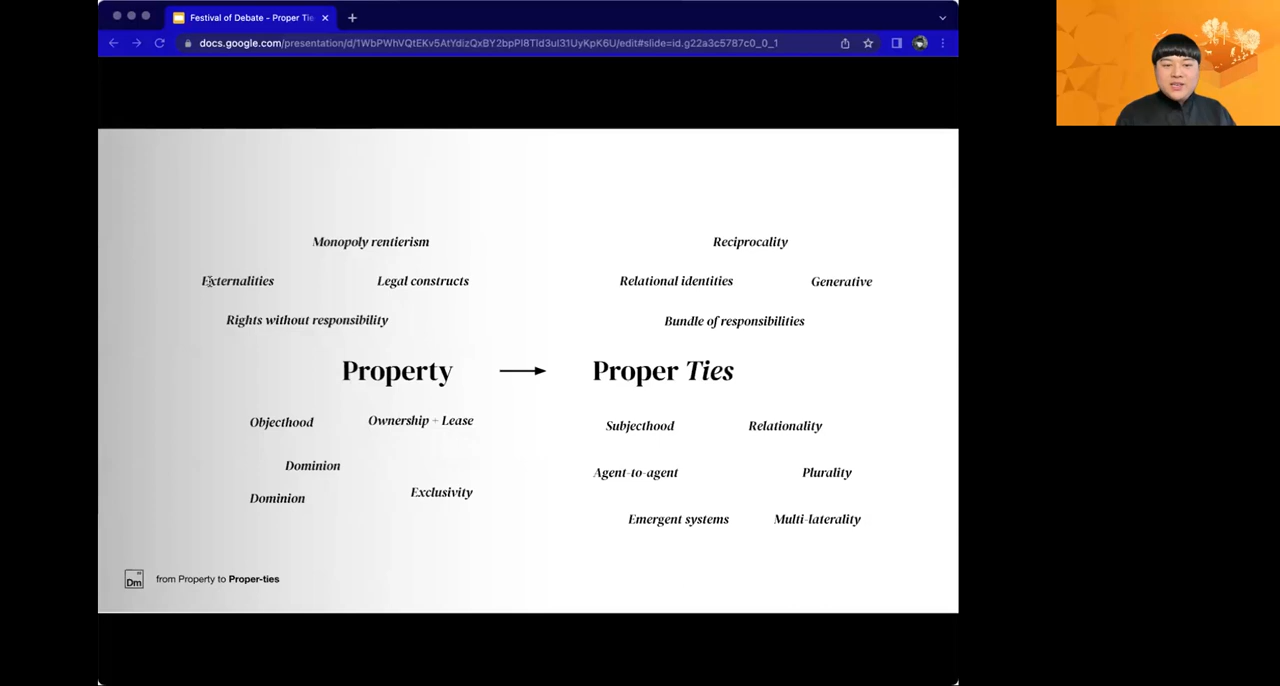 Festival of Debate - Proper Tie
docs.google.com/presentation/d/1WbPWhVQtEKv5AtYdizQxBY2bpPI8Tld3ul31UyKpK6U/edit#slide=id.g22a3c5787c0_0_1
Monopoly rentierism
Reciprocality
Externalities
Legal constructs
Relational identities
Generative
Rights without responsibility
Bundle of responsibilities
Property
Proper Ties
Objecthood
Ownership + Lease
Subjecthood
Relationality
Dominion
Agent-to-agent
Plurality
Dominion
Exclusivity
Emergent systems
Multi-laterality
Dm
from Property to Proper-ties